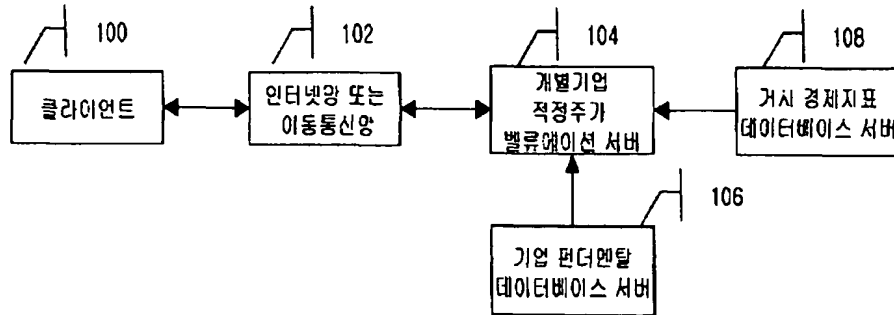 100
102
104
108
클라이언트
인터넷망 또는
이동통신망
개별기업
적정주가
벨류에이션 서버
거시 경제지표
데이터베이스 서버
106
기업 펀더멘탈
데이터베이스 서버